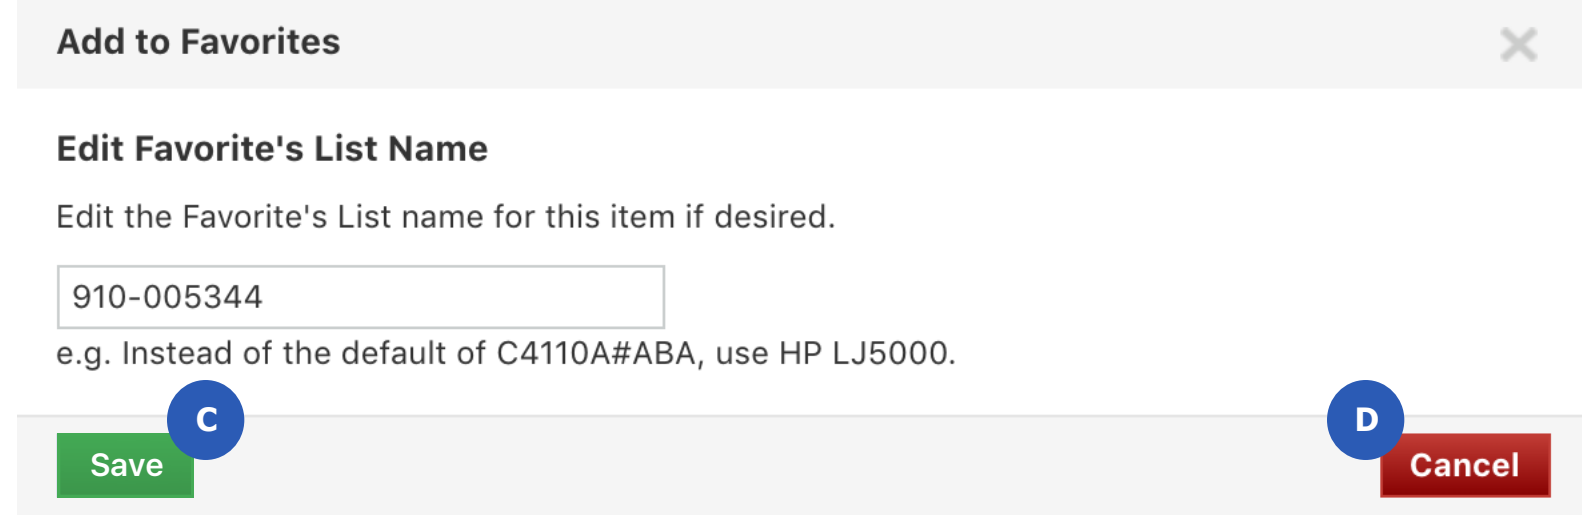 Add to Favorites
Edit Favorite's List Name
Edit the Favorite's List name for this item if desired.
910-005344
e.g. Instead of the default of C4110A#ABA, use HP LJ5000.
C
D
Save
Cancel